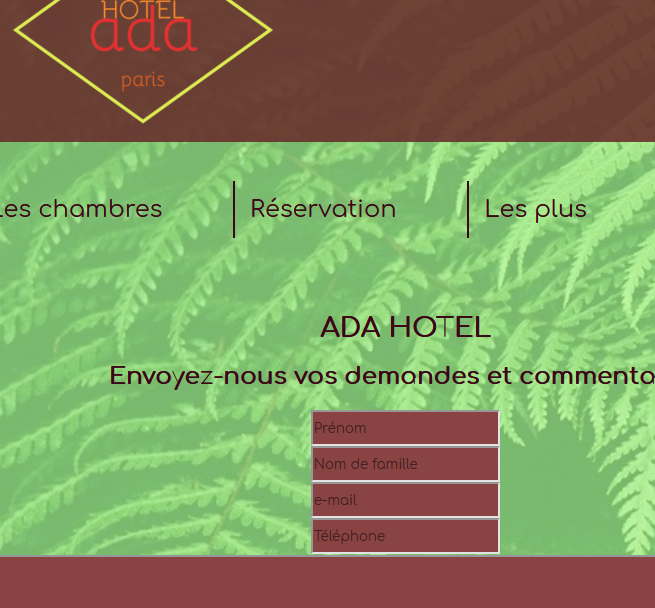 HOTEL
ada
paris
Les chambres
Réservation
Les plus
ADA HOTEL
Envoyez-nous vos demandes et commenta
Prénom
Nom de famille
e-mail
Téléphone